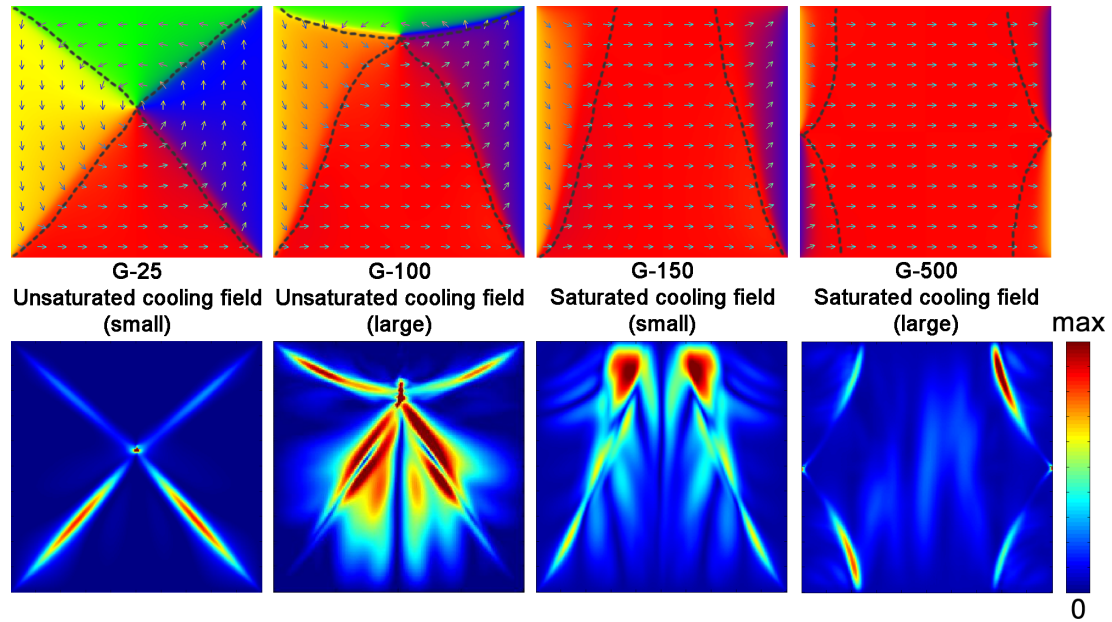 G-25
Unsaturated cooling field
(small)
G-100
Unsaturated cooling field
(large)
G-150
Saturated cooling field
(small)
G-500
Saturated cooling field
(large)
max
0